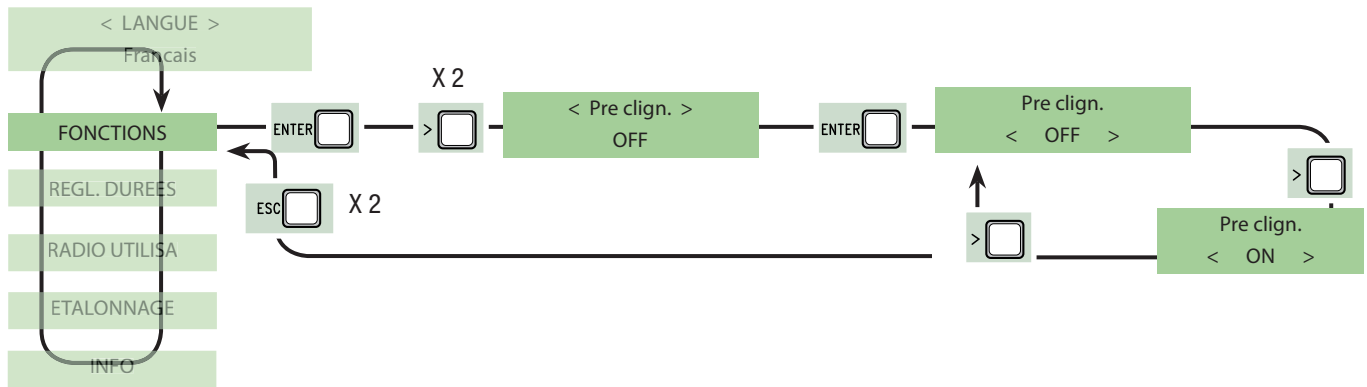 < LANGUE >
Francais
FONCTIONS
REGL. DUREES
RADIO UTILISA
ETALONNAGE
INFO
ENTER
X 2
>
< Pre clign. >
OFF
ENTER
Pre clign.
< OFF >
>
Pre clign.
< ON >
>
ESC
X 2